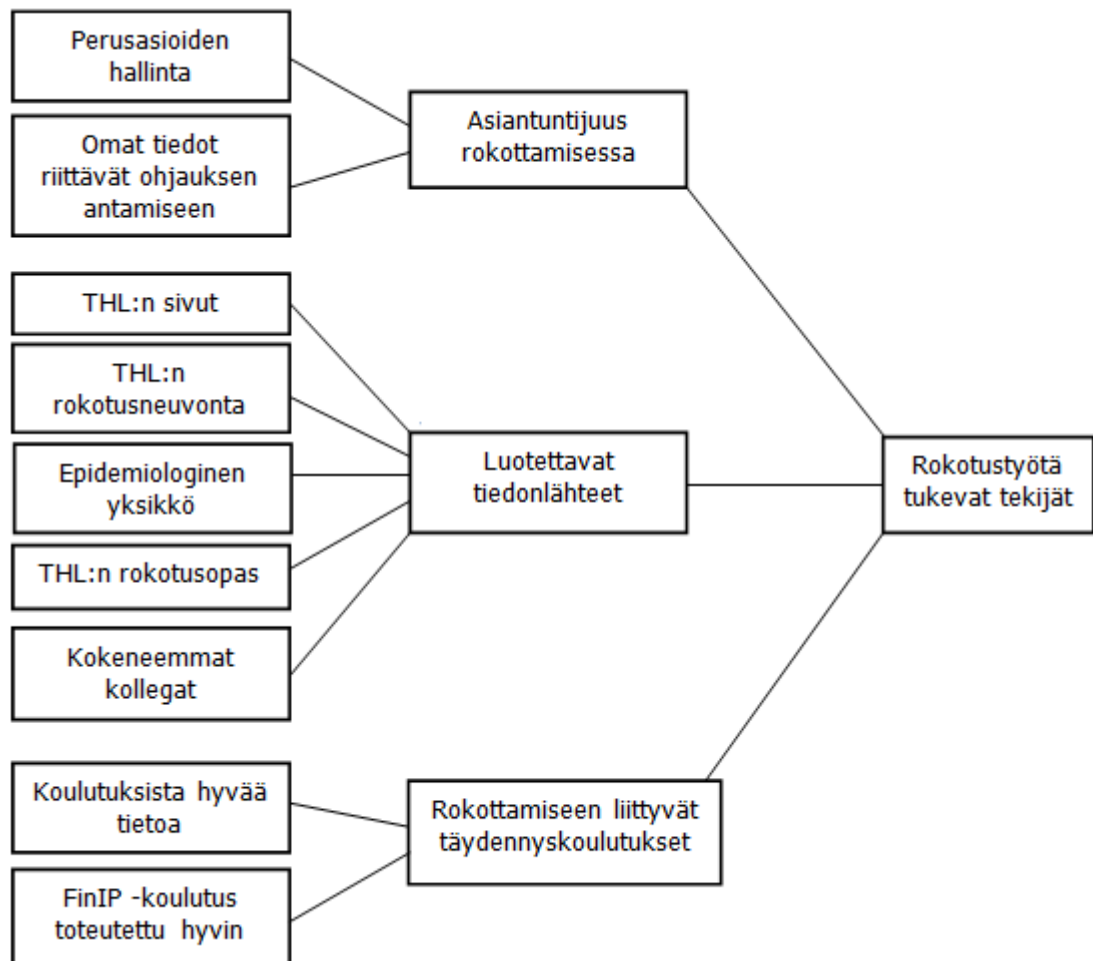 Perusasioiden
hallinta
Omat tiedot
riittävät ohjauksen
antamiseen
Asiantuntijuus
rokottamisessa
THL:n sivut
THL:n
rokotusneuvonta
Epidemiologinen
yksikkö
THL:n rokotusopas
Kokeneemmat
kollegat
Luotettavat
tiedonlähteet
Rokotustyötä
tukevat tekijät
Koulutuksista hyvää
tietoa
FinIP -koulutus
toteutettu hyvin
Rokottamiseen liittyvät
täydennyskoulutukset